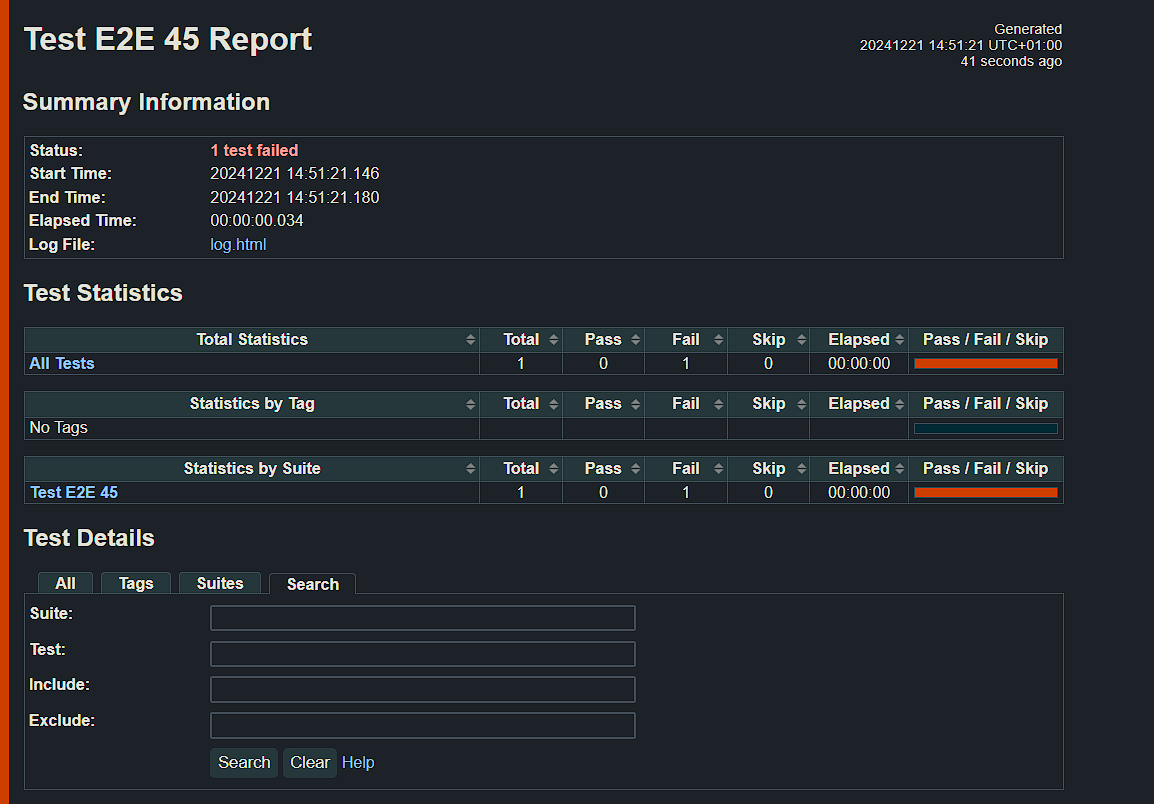 Test E2E 45 Report
Generated
20241221 14:51:21 UTC+01:00
41 seconds ago
Summary Information
Status: 1 test failed
Start Time: 20241221 14:51:21.146
End Time: 20241221 14:51:21.180
Elapsed Time: 00:00:00.034
Log File: log.html
Test Statistics
Total Statistics Total Pass Fail Skip Elapsed Pass / Fail / Skip
All Tests 1 0 1 0 00:00:00
Statistics by Tag Total Pass Fail Skip Elapsed Pass / Fail / Skip
No Tags
Statistics by Suite Total Pass Fail Skip Elapsed Pass / Fail / Skip
Test E2E 45 1 0 1 0 00:00:00
Test Details
All Tags Suites Search
Suite:
Test:
Include:
Exclude:
Search Clear Help